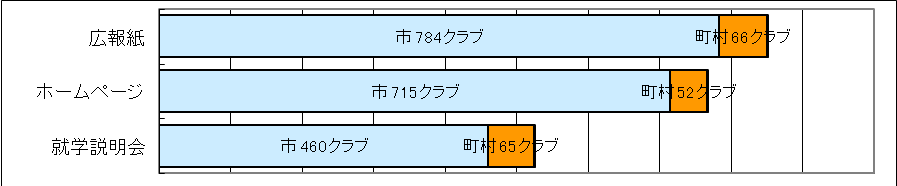 広報紙 市 784クラブ 町村 66クラブ
ホームページ 市 715クラブ 町村 52クラブ
就学説明会 市 460クラブ 町村 65クラブ